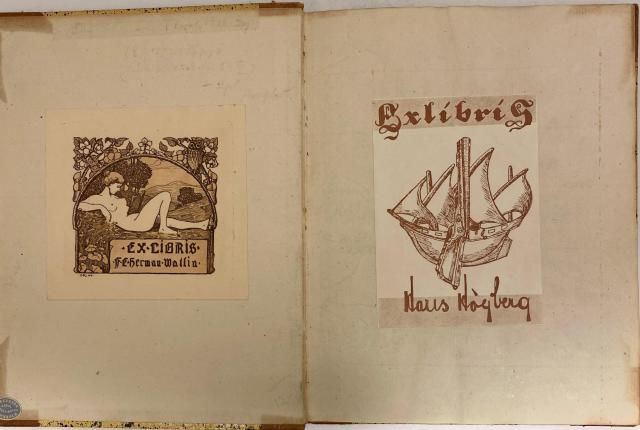 ·EX·LIBRIS·
F.E.Herman·Wallin·
Exlibris
Hans Högberg